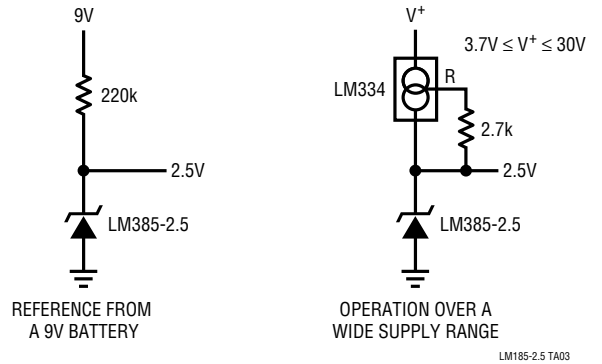 9V
220k
2.5V
LM385-2.5
REFERENCE FROM
A 9V BATTERY
V+
3.7V ≤ V+ ≤ 30V
LM334
R
2.7k
2.5V
LM385-2.5
OPERATION OVER A
WIDE SUPPLY RANGE
LM185-2.5 TA03